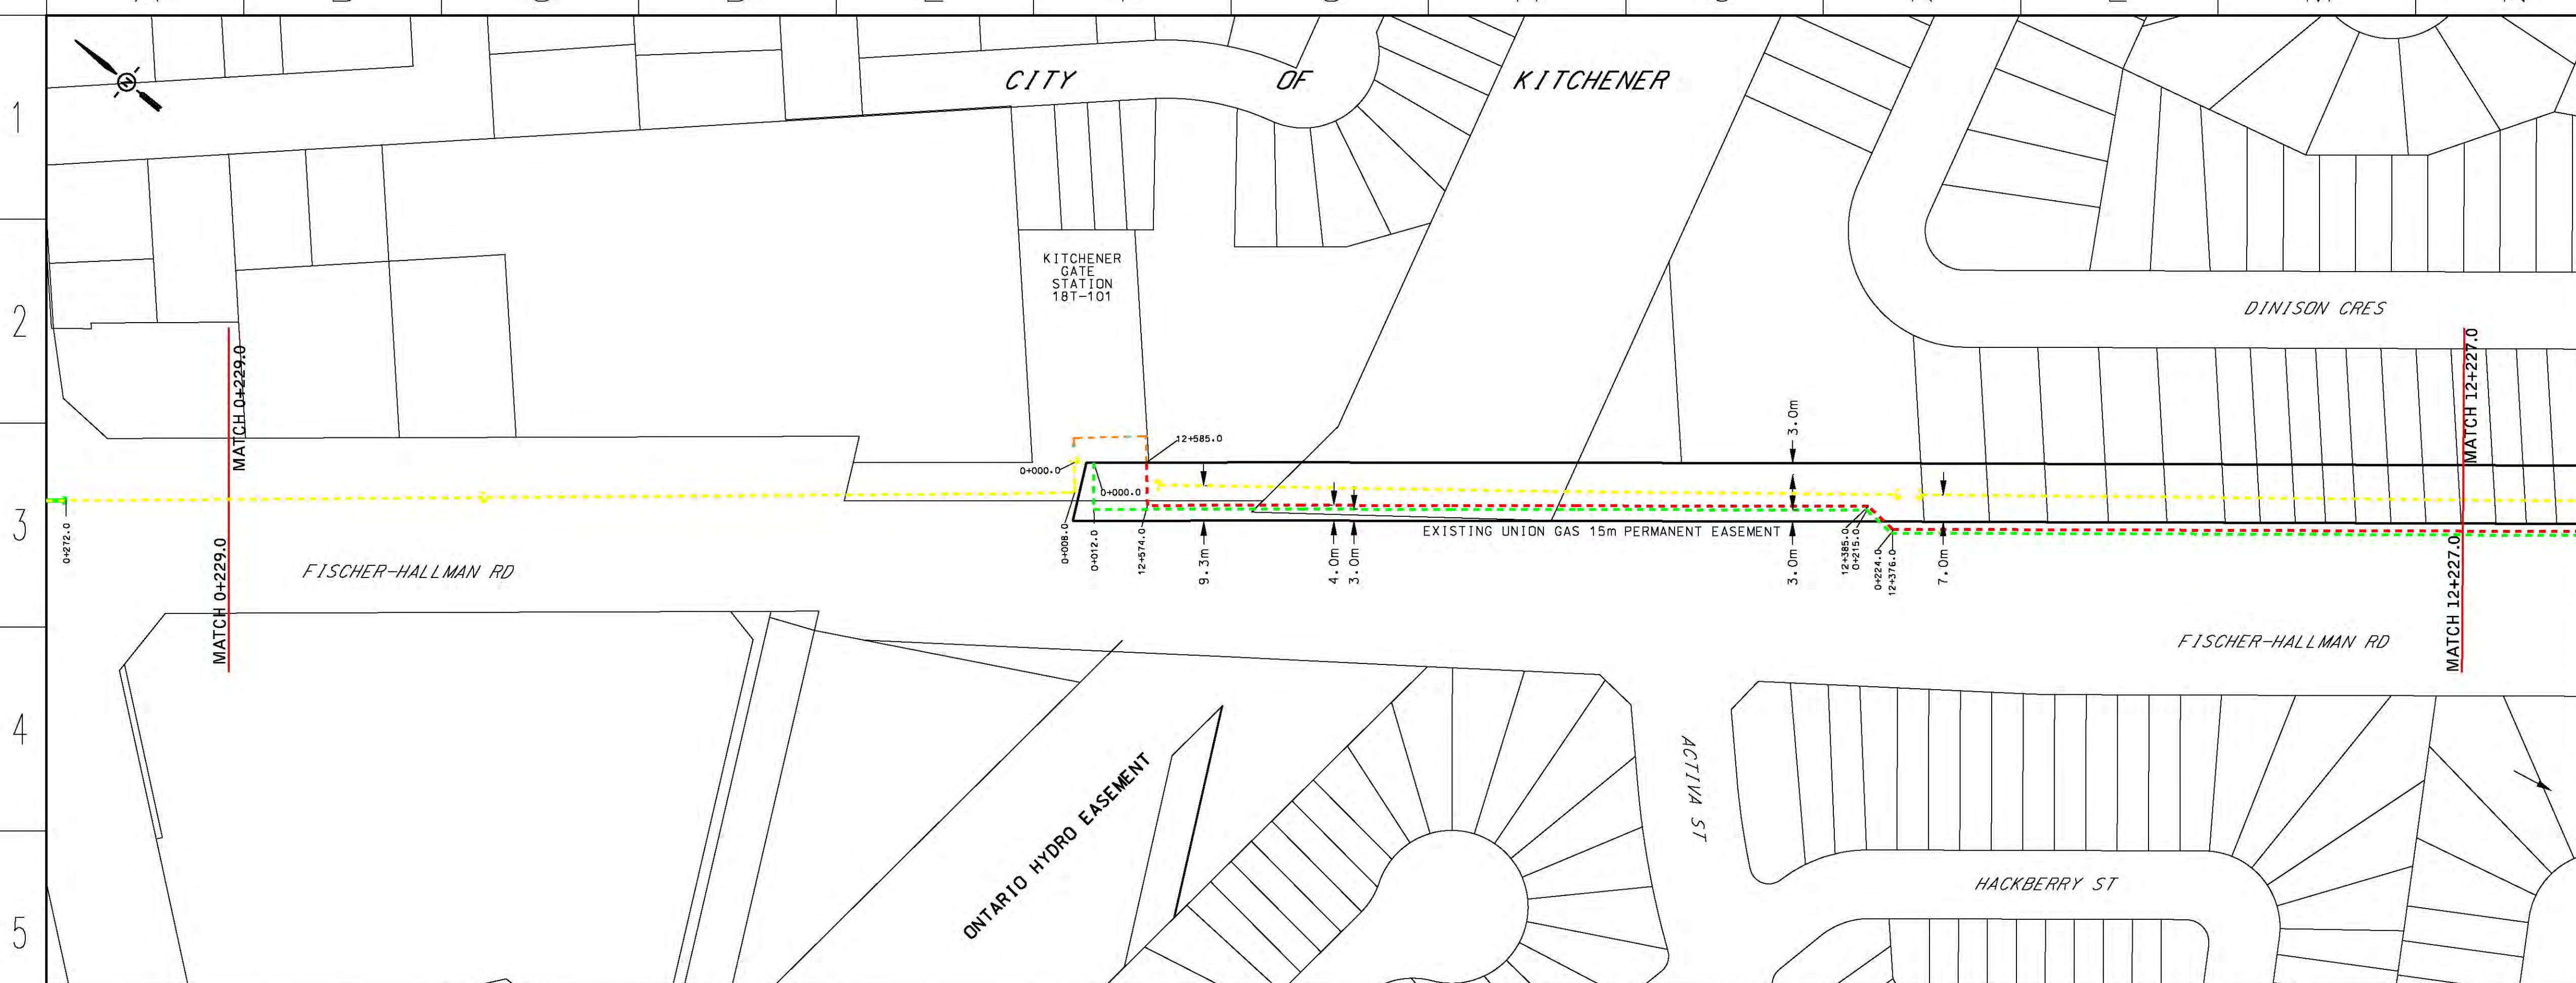 1
2
3
4
5
N
CITY OF KITCHENER
KITCHENER
GATE
STATION
18T-101
DINISON CRES
MATCH 0+229.0
MATCH 0+229.0
MATCH 12+227.0
MATCH 12+227.0
12+585.0
0+000.0
0+000.0
3.0m
0+272.0
0+008.0
0+012.0
12+574.0
9.3m
4.0m
3.0m
EXISTING UNION GAS 15m PERMANENT EASEMENT
3.0m
12+385.0
0+215.0
0+224.0
12+376.0
7.0m
FISCHER-HALLMAN RD
FISCHER-HALLMAN RD
ONTARIO HYDRO EASEMENT
ACTIVA ST
HACKBERRY ST